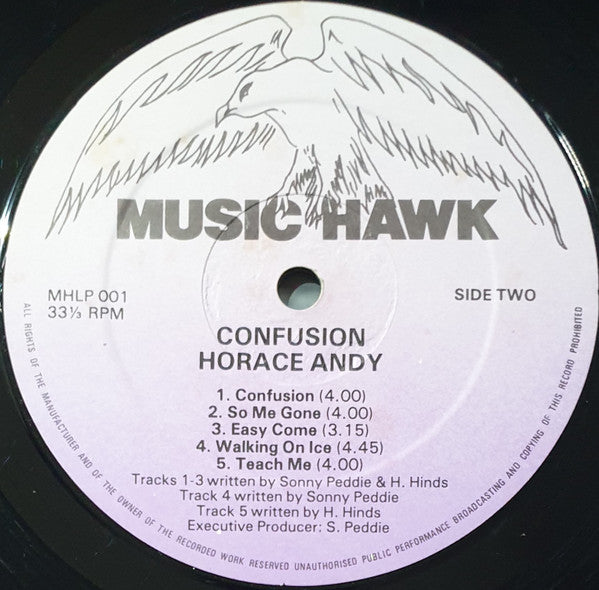 MUSIC HAWK
MHLP 001
33⅓ RPM
SIDE TWO
CONFUSION
HORACE ANDY
1. Confusion (4.00)
2. So Me Gone (4.00)
3. Easy Come (3.15)
4. Walking On Ice (4.45)
5. Teach Me (4.00)
Tracks 1-3 written by Sonny Peddie & H. Hinds
Track 4 written by Sonny Peddie
Track 5 written by H. Hinds
Executive Producer: S. Peddie
ALL RIGHTS OF THE MANUFACTURER AND OF THE OWNER OF THE RECORDED WORK RESERVED UNAUTHORISED PUBLIC PERFORMANCE BROADCASTING AND COPYING OF THIS RECORD PROHIBITED